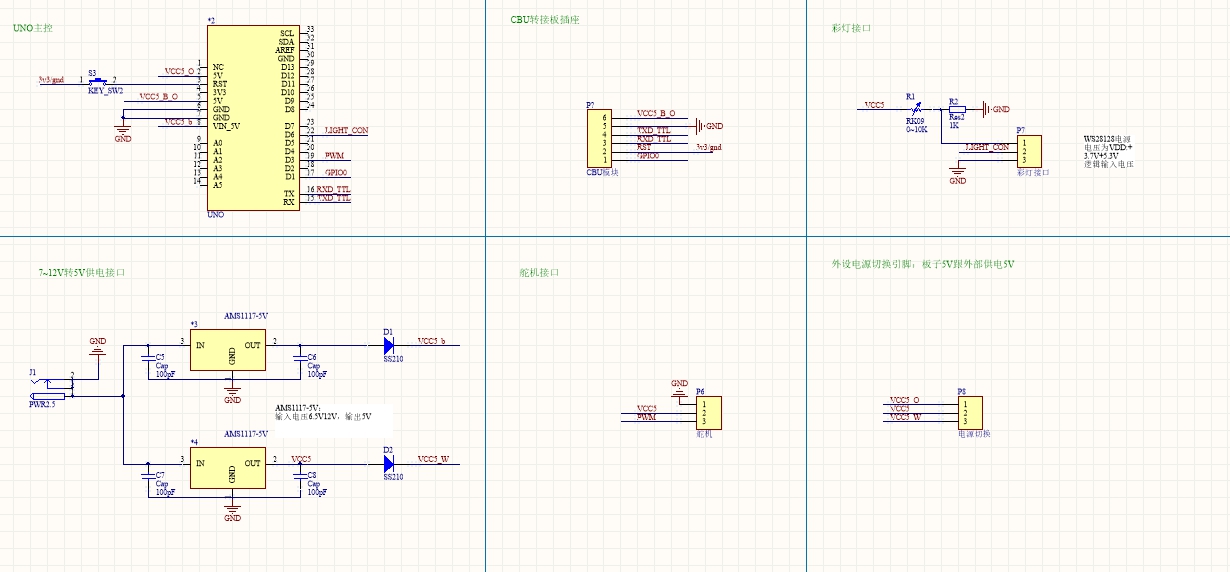 UNO主控
*2
3v3/gnd
1
S3
2
KEY_SW2
VCC5_O
VCC5_B_O
VCC5_b
GND
1
2
3
4
5
6
7
8
9
10
11
12
13
14
NC
5V
RST
3V3
5V
GND
GND
VIN_5V
A0
A1
A2
A3
A4
A5
SCL
SDA
AREF
GND
D13
D12
D11
D10
D9
D8
D7
D6
D5
D4
D3
D2
D1
TX
RX
33
32
31
30
29
28
27
26
25
24
23
22
21
20
19
18
17
16
15
LIGHT_CON
PWM
GPIO0
RXD_TTL
TXD_TTL
UNO
CBU转接板插座
P7
6
5
4
3
2
1
VCC5_B_O
GND
TXD_TTL
RXD_TTL
RST
3v3/gnd
GPIO0
CBU模块
彩灯接口
VCC5
R1
RK09
0~10K
R2
Res2
1K
GND
P7
1
2
3
LIGHT_CON
GND
彩灯接口
WS2812B电源
电压为VDD +
3.7V+5.3V
逻辑输入电压
7~12V转5V供电接口
AMS1117-5V
*3
3
IN
OUT
2
GND
1
GND
C5
Cap
100pF
C6
Cap
100pF
D1
SS210
VCC5_b
GND
J1
2
3
1
PWR2.5
AMS1117-5V:
输入电压6.5V12V，输出5V
AMS1117-5V
*4
3
IN
OUT
2
GND
1
GND
VCC5
C7
Cap
100pF
C8
Cap
100pF
D2
SS210
VCC5_W
舵机接口
GND
VCC5
PWM
P6
1
2
3
舵机
外设电源切换引脚：板子5V跟外部供电5V
VCC5_O
VCC5
VCC5_W
P8
1
2
3
电源切换